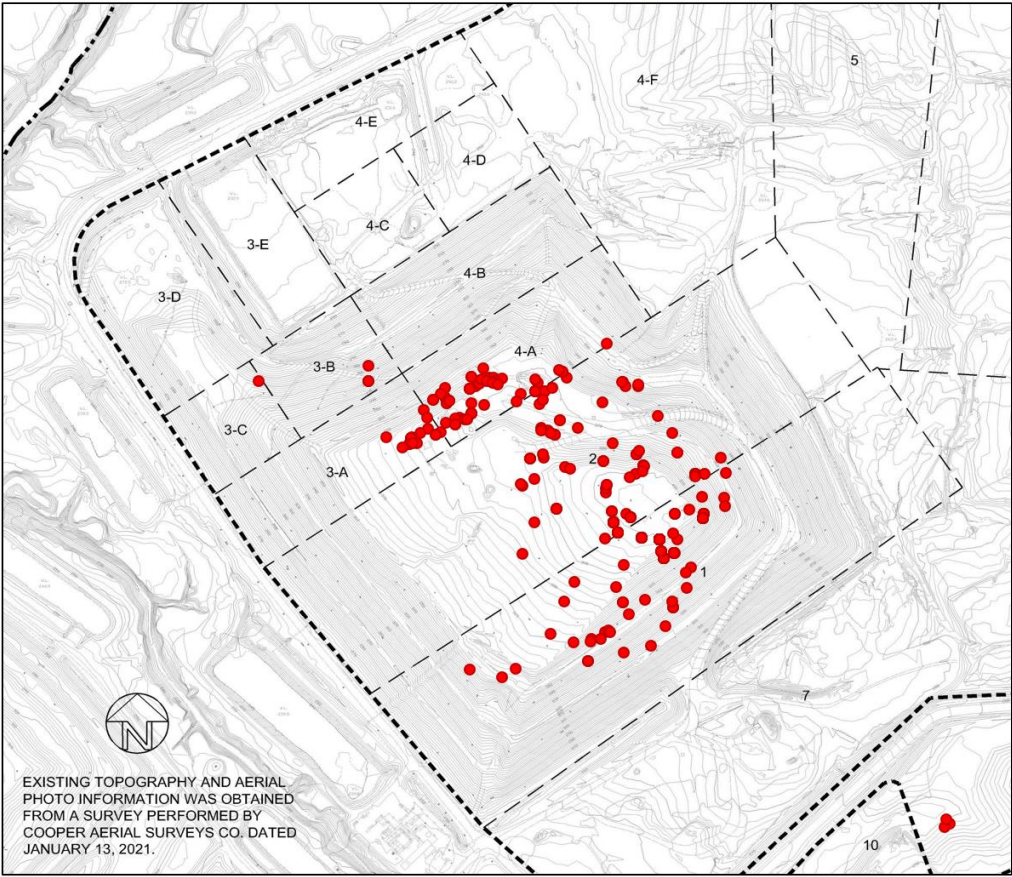 5
4-F
4-E
4-D
4-C
3-E
4-B
3-D
4-A
3-B
3-C
3-A
2
1
7
N
EXISTING TOPOGRAPHY AND AERIAL
PHOTO INFORMATION WAS OBTAINED
FROM A SURVEY PERFORMED BY
COOPER AERIAL SURVEYS CO. DATED
JANUARY 13, 2021.
10